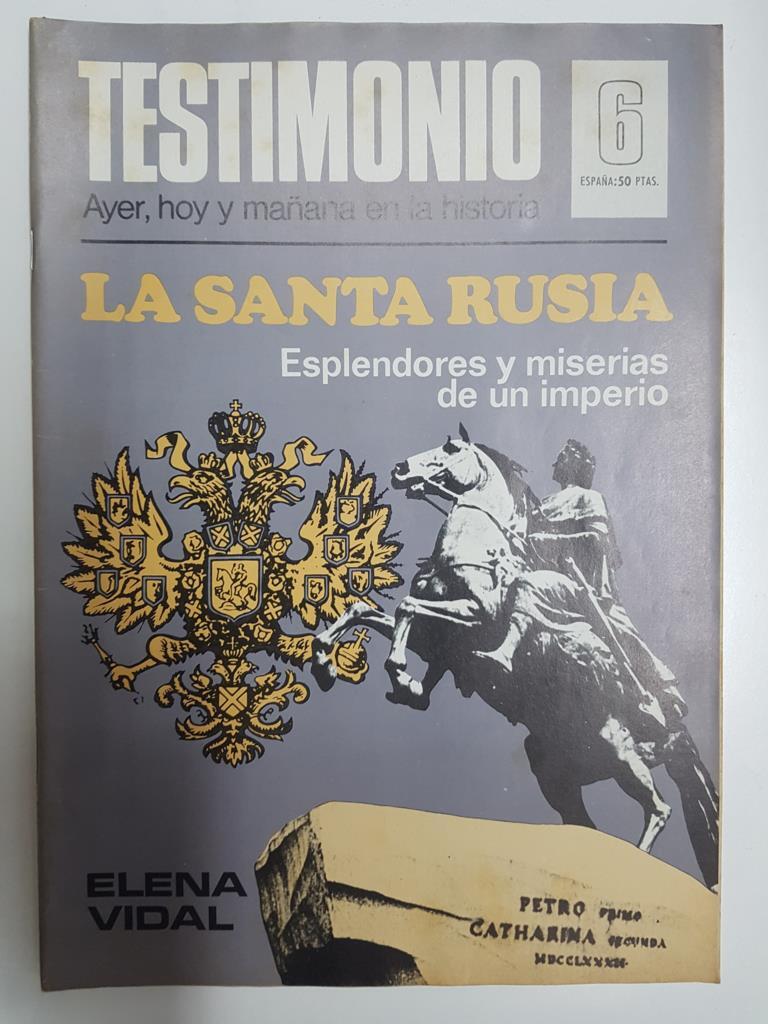 TESTIMONIO
6
ESPAÑA: 50 PTAS.
Ayer, hoy y mañana en la historia
LA SANTA RUSIA
Esplendores y miserias
de un imperio
ELENA
VIDAL
PETRO PRIMO
CATHARINA SECUNDA
MDCCLXXXII